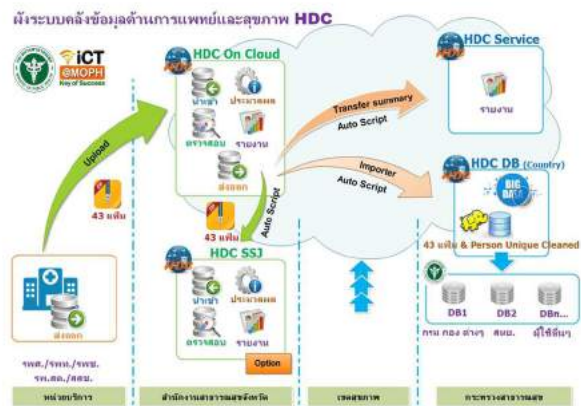 ผังระบบคลังข้อมูลด้านการแพทย์และสุขภาพ HDC
iCT
@MOPH
Key of Success
HDC On Cloud
นำเข้า
ประมวลผล
ตรวจสอบ
รายงาน
ส่งออก
Upload
43 แฟ้ม
Transfer summary
Auto Script
HDC Service
รายงาน
Importer
Auto Script
HDC DB (Country)
BIG DATA
43 แฟ้ม & Person Unique Cleaned
Auto Script
43 แฟ้ม
HDC SSJ
นำเข้า
ประมวลผล
ตรวจสอบ
รายงาน
Option
ส่งออก
รพศ./รพท./รพช.
รพ.สต./สสช.
DB1
DB2
DBn...
กรม กอง ต่างๆ
สนย.
ผู้ใช้อื่นๆ
หน่วยบริการ
สำนักงานสาธารณสุขจังหวัด
เขตสุขภาพ
กระทรวงสาธารณสุข